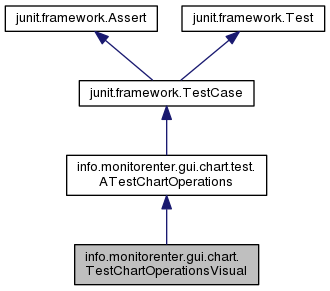 junit.framework.Assert
junit.framework.Test
junit.framework.TestCase
info.monitorenter.gui.chart.test.
ATestChartOperations
info.monitorenter.gui.chart.
TestChartOperationsVisual